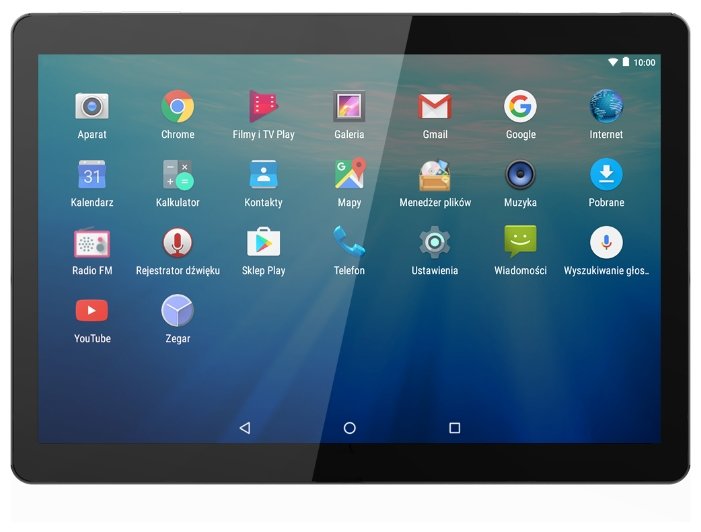 10:00
Aparat
Chrome
Filmy i TV Play
Galeria
Gmail
Google
Internet
31
Kalendarz
Kalkulator
Kontakty
G
Mapy
Menedżer plików
Muzyka
Pobrane
Radio FM
Rejestrator dźwięku
Sklep Play
Telefon
Ustawienia
Wiadomości
Wyszukiwanie głos…
YouTube
Zegar